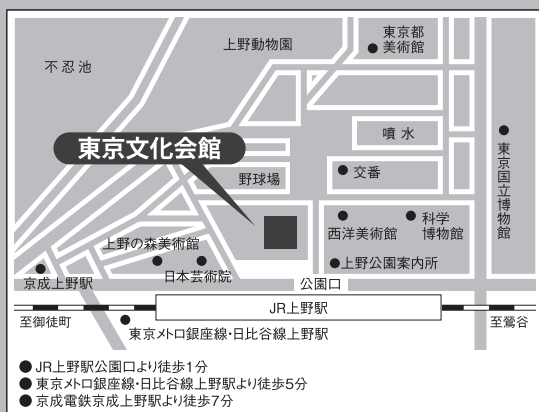 東京都
美術館
上野動物園
不忍池
噴水
東京文化会館
交番
野球場
東京国立博物館
西洋美術館
科学
博物館
上野の森美術館
日本芸術院
上野公園案内所
京成上野駅
公園口
JR上野駅
至御徒町
至鶯谷
東京メトロ銀座線・日比谷線上野駅
●JR上野駅公園口より徒歩1分
●東京メトロ銀座線・日比谷線上野駅より徒歩5分
●京成電鉄京成上野駅より徒歩7分